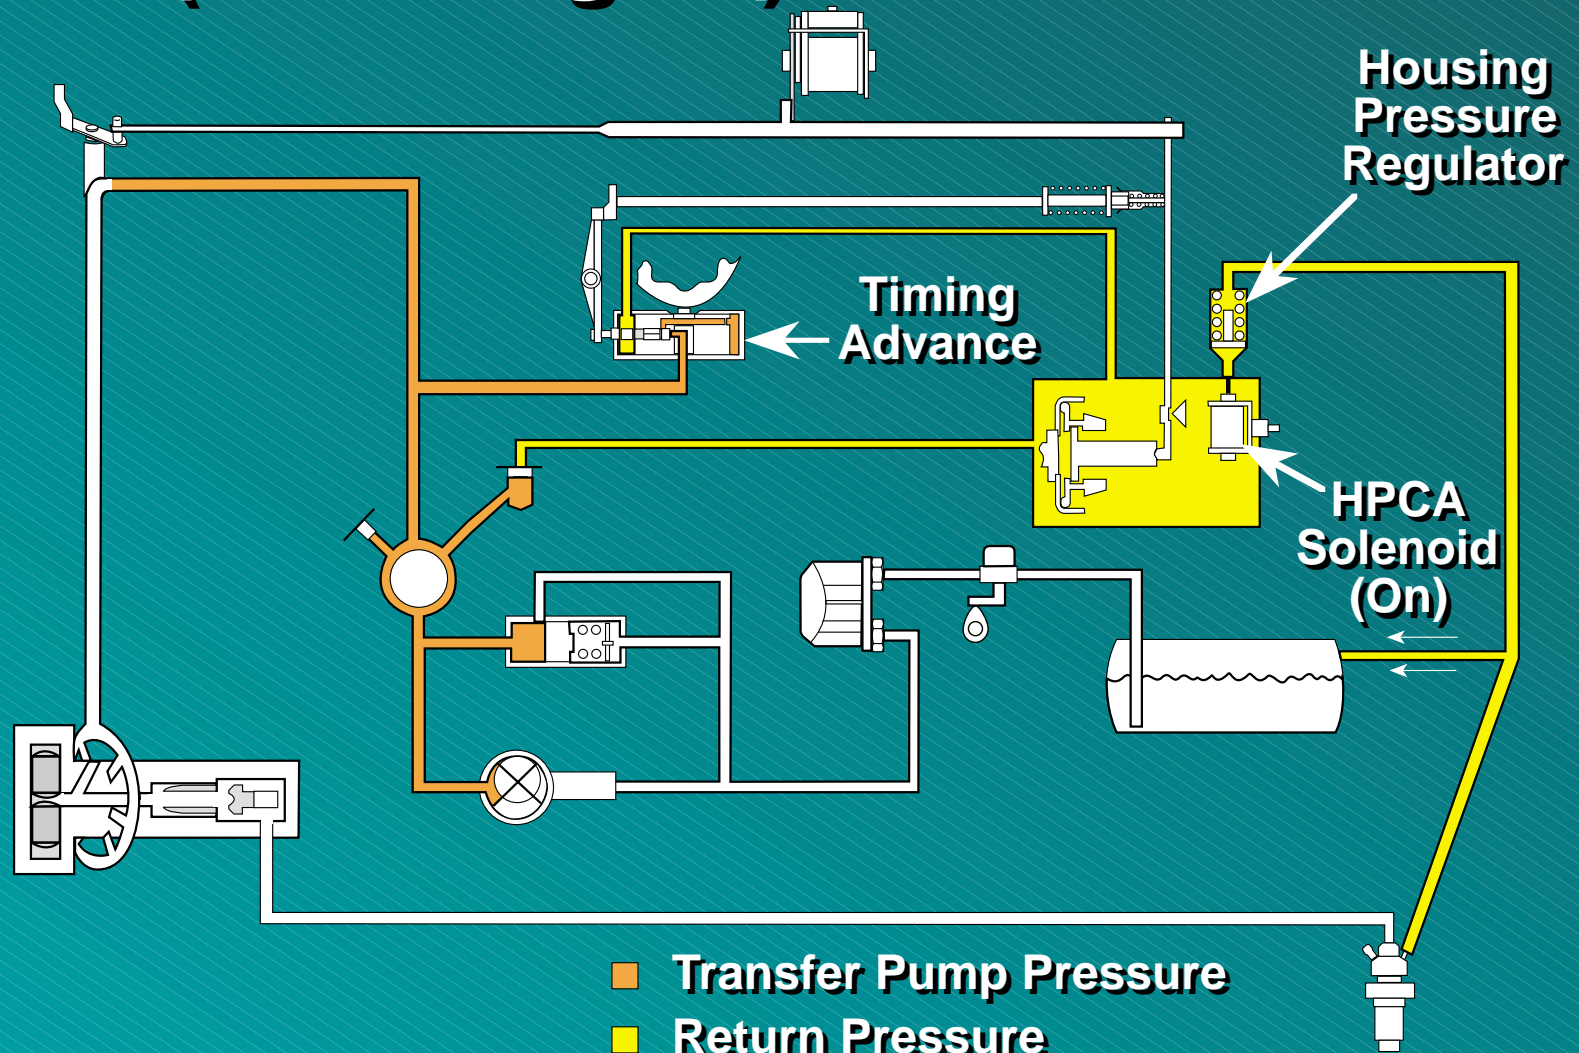 Housing
Pressure
Regulator
Timing
Advance
HPCA
Solenoid
(On)
Transfer Pump Pressure
Return Pressure